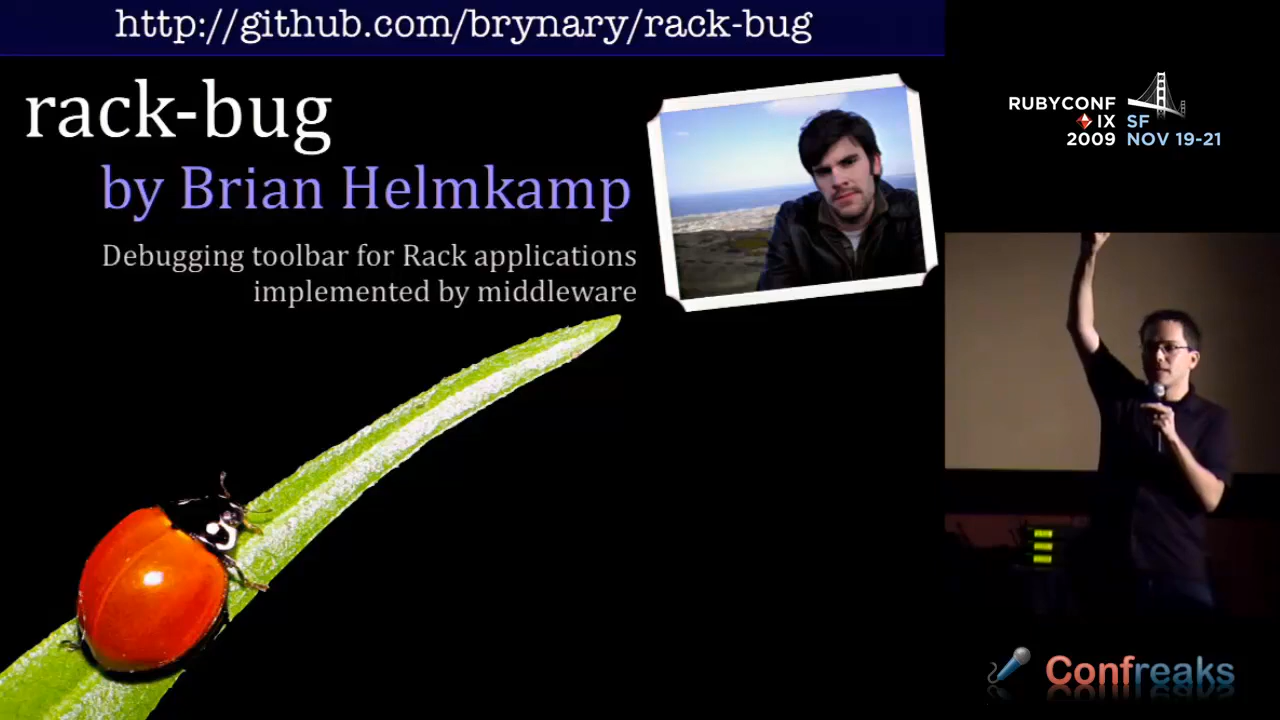 http://github.com/brynary/rack-bug
rack-bug
by Brian Helmkamp
Debugging toolbar for Rack applications
implemented by middleware
RUBYCONF
IX SF
2009 NOV 19-21
Confreaks